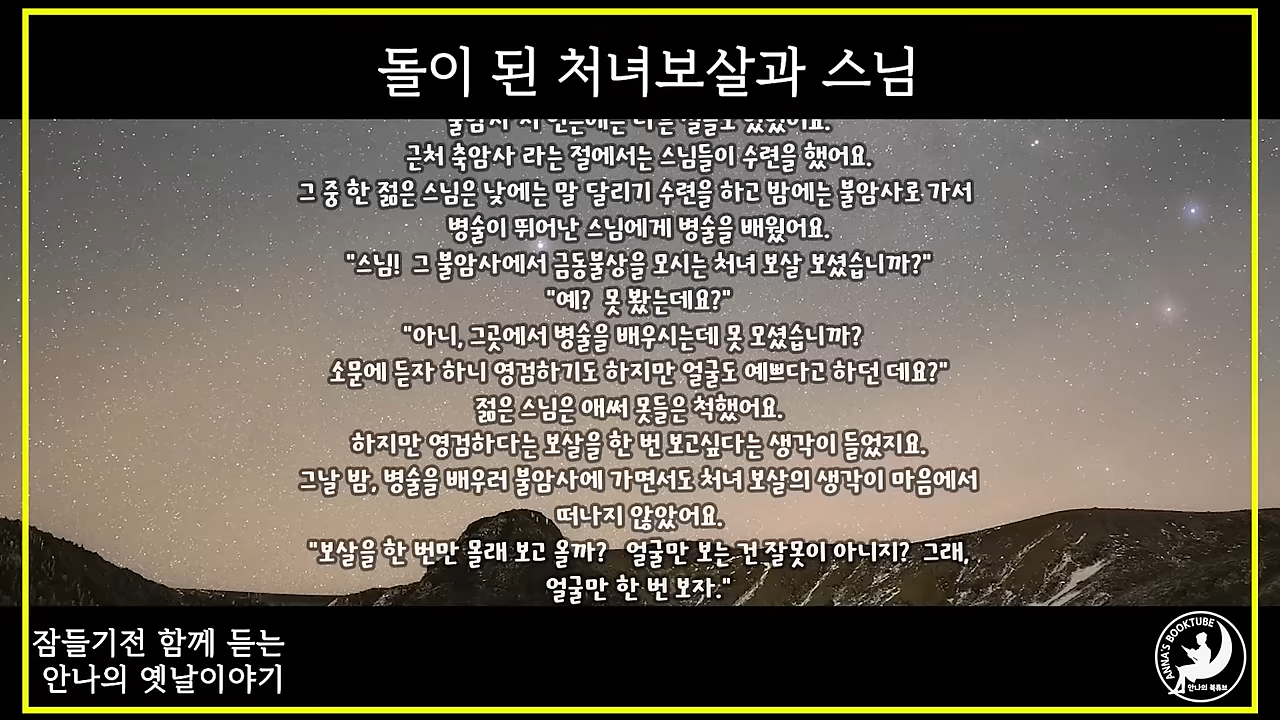 돌이 된 처녀보살과 스님
근처 축암사 라는 절에서는 스님들이 수련을 했어요.
그 중 한 젊은 스님은 낮에는 말 달리기 수련을 하고 밤에는 불암사로 가서
병술이 뛰어난 스님에게 병술을 배웠어요.
"스님!  그 불암사에서 금동불상을 모시는 처녀 보살 보셨습니까?"
"예?  못 봤는데요?"
"아니, 그곳에서 병술을 배우시는데 못 모셨습니까?
소문에 듣자 하니 영검하기도 하지만 얼굴도 예쁘다고 하던 데요?"
젊은 스님은 애써 못들은 척했어요.
하지만 영검하다는 보살을 한 번 보고싶다는 생각이 들었지요.
그날 밤, 병술을 배우러 불암사에 가면서도 처녀 보살의 생각이 마음에서
떠나지 않았어요.
"보살을 한 번만 몰래 보고 올까?   얼굴만 보는 건 잘못이 아니지?  그래,
얼굴만 한 번 보자."
잠들기전 함께 듣는
안나의 옛날이야기
ANNA'S BOOKTUBE
안나의 북튜브